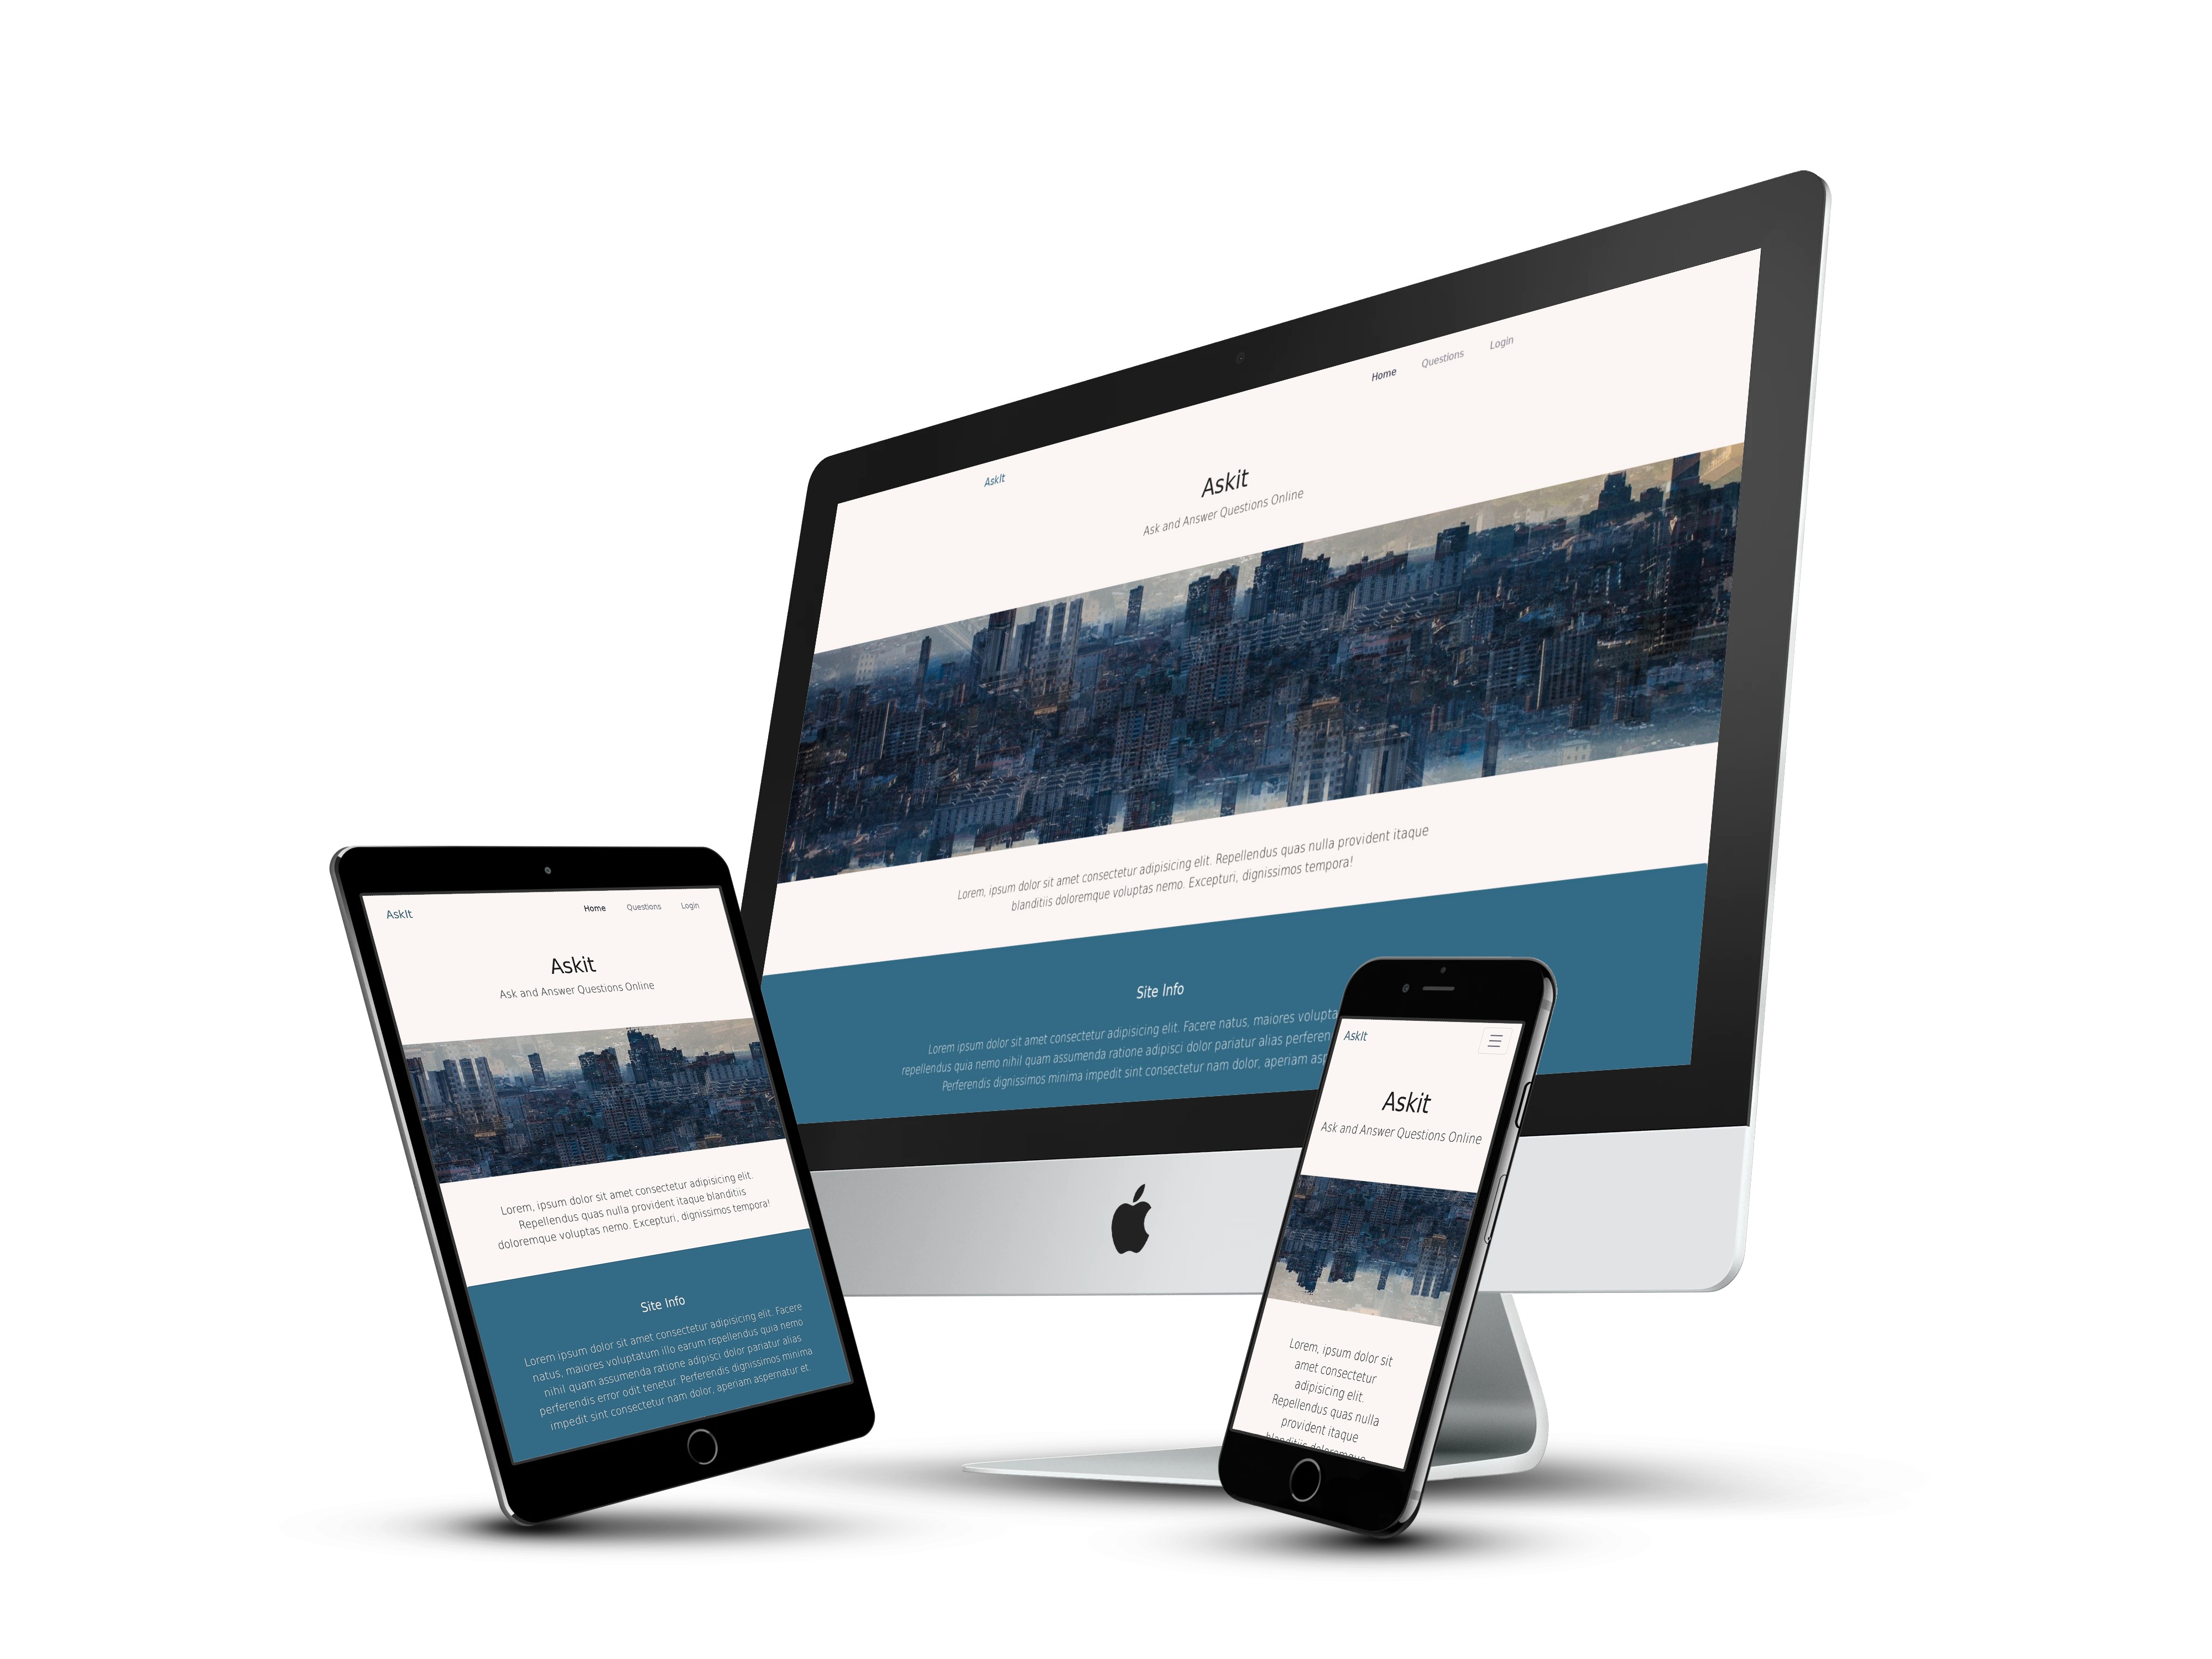 AskIt
Home Questions Login
Askit
Ask and Answer Questions Online
Lorem, ipsum dolor sit amet consectetur adipisicing elit. Repellendus quas nulla provident itaque
blanditiis doloremque voluptas nemo. Excepturi, dignissimos tempora!
Site Info
Lorem ipsum dolor sit amet consectetur adipisicing elit. Facere natus, maiores volupta
repellendus quia nemo nihil quam assumenda ratione adipisci dolor pariatur alias perferen
Perferendis dignissimos minima impedit sint consectetur nam dolor, aperiam asp
AskIt
Home Questions Login
Askit
Ask and Answer Questions Online
Lorem, ipsum dolor sit amet consectetur adipisicing elit.
Repellendus quas nulla provident itaque blanditiis
doloremque voluptas nemo. Excepturi, dignissimos tempora!
Site Info
Lorem ipsum dolor sit amet consectetur adipisicing elit. Facere
natus, maiores voluptatum illo earum repellendus quia nemo
nihil quam assumenda ratione adipisci dolor pariatur alias
perferendis error odit tenetur. Perferendis dignissimos minima
impedit sint consectetur nam dolor, aperiam aspernatur et
AskIt
Askit
Ask and Answer Questions Online
Lorem, ipsum dolor sit
amet consectetur
adipisicing elit.
Repellendus quas nulla
provident itaque
blanditiis doloremque